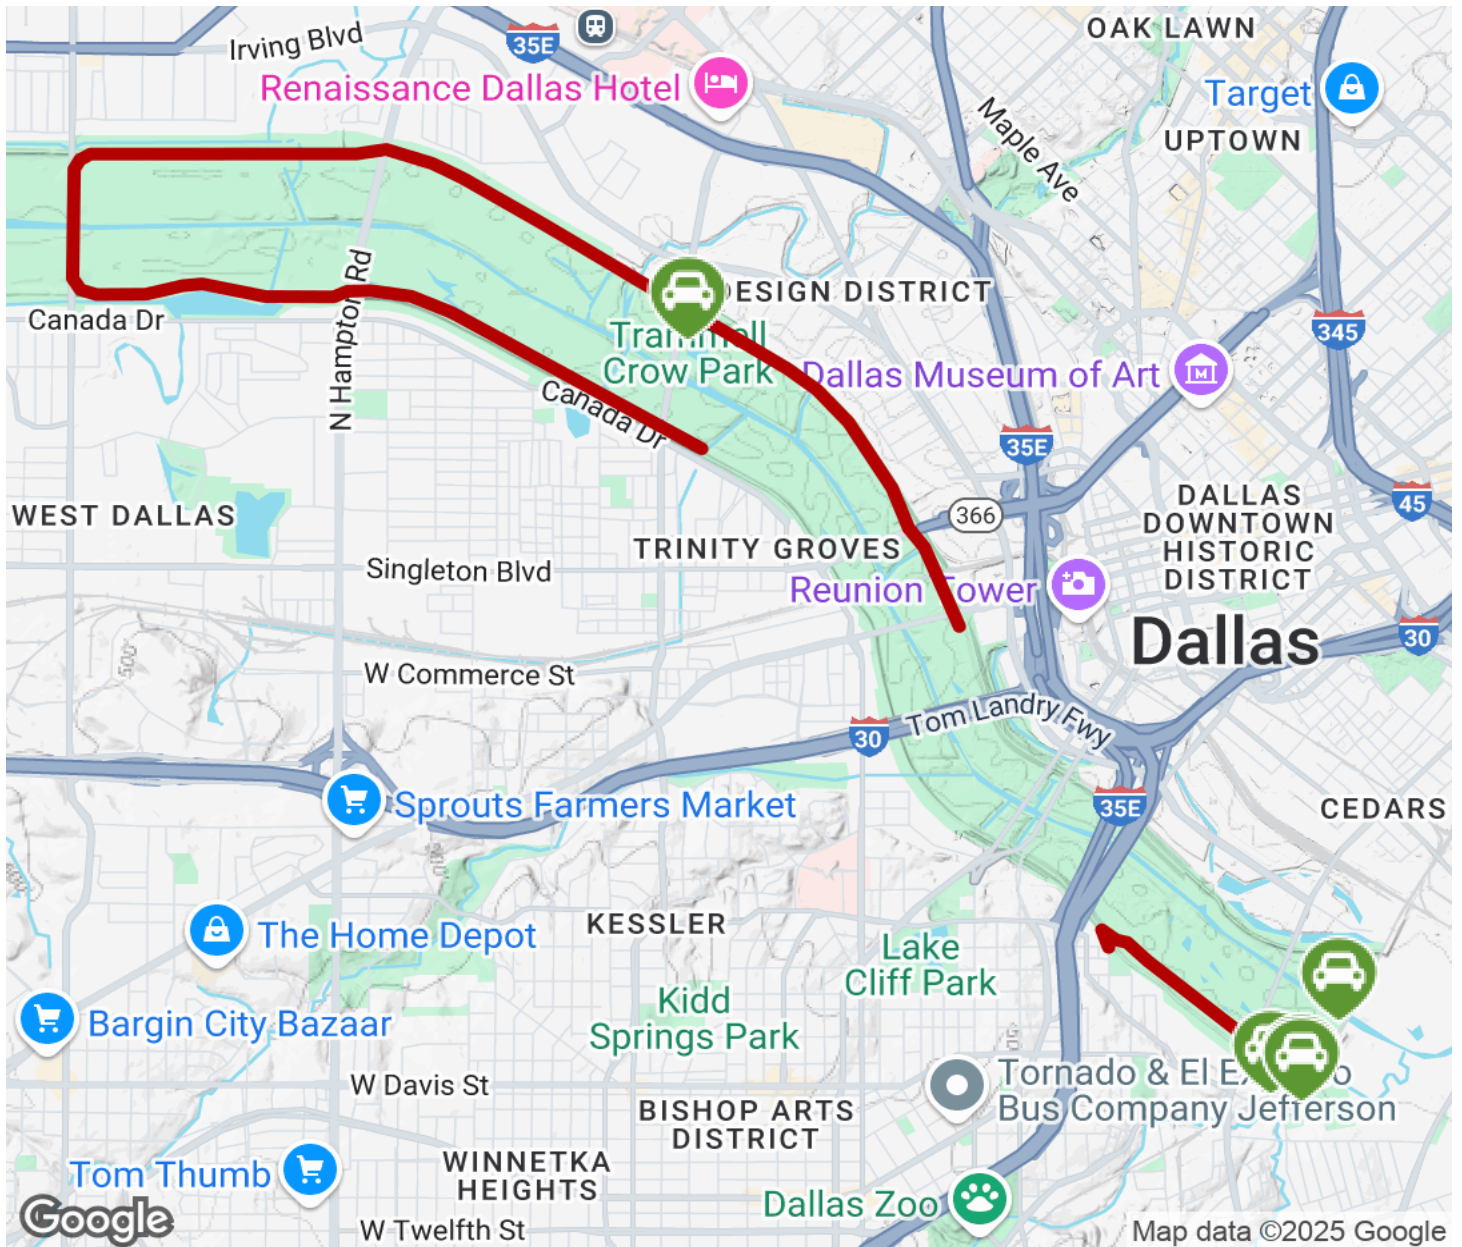 Irving Blvd
35E
OAK LAWN
Renaissance Dallas Hotel
Target
Maple Ave
UPTOWN
N Hampton Rd
Canada Dr
DESIGN DISTRICT
345
Trammell
Crow Park
Dallas Museum of Art
Canada Dr
35E
45
WEST DALLAS
366
DALLAS
DOWNTOWN
HISTORIC
DISTRICT
TRINITY GROVES
Singleton Blvd
Reunion Tower
Dallas
30
500
W Commerce St
Tom Landry Fwy
30
Sprouts Farmers Market
35E
CEDARS
KESSLER
The Home Depot
Lake
Cliff Park
Kidd
Springs Park
Bargin City Bazaar
W Davis St
Tornado & El
Bus Company Jefferson
BISHOP ARTS
DISTRICT
WINNETKA
HEIGHTS
Tom Thumb
Dallas Zoo
Google
W Twelfth St
Map data ©2025 Google